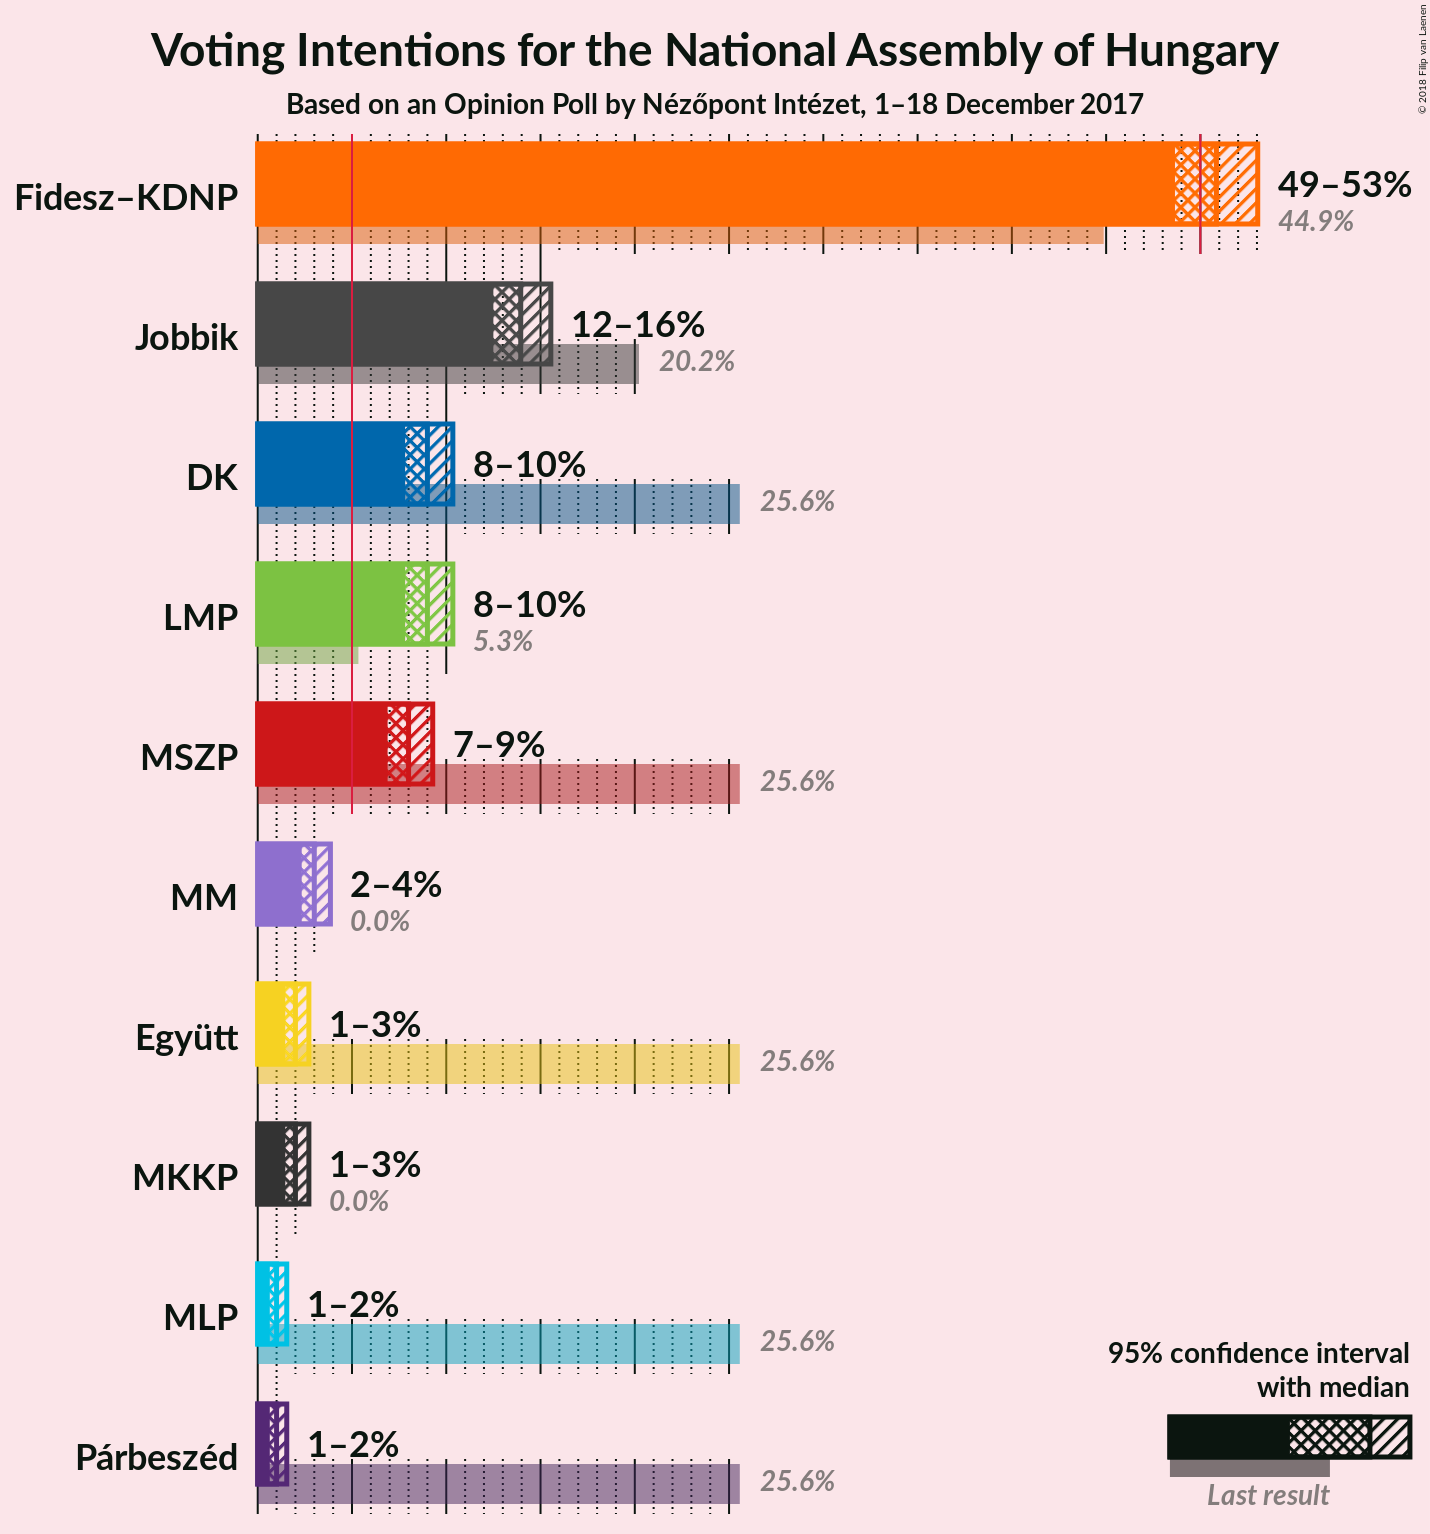 Voting Intentions for the National Assembly of Hungary
Based on an Opinion Poll by Nézőpont Intézet, 1–18 December 2017
© 2018 Filip van Laenen
Fidesz–KDNP
49–53%
44.9%
Jobbik
12–16%
20.2%
DK
8–10%
25.6%
LMP
8–10%
5.3%
MSZP
7–9%
25.6%
MM
2–4%
0.0%
Együtt
1–3%
25.6%
MKKP
1–3%
0.0%
MLP
1–2%
25.6%
Párbeszéd
1–2%
25.6%
95% confidence interval
with median
Last result